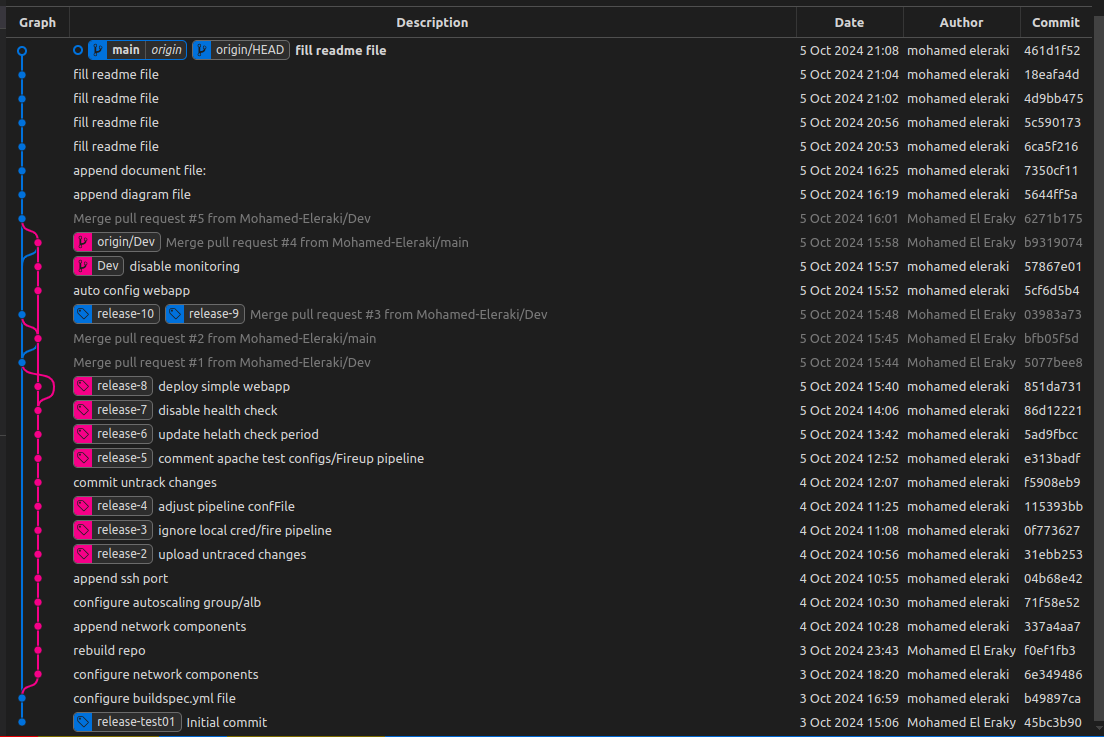 Graph Description Date Author Commit
main origin origin/HEAD fill readme file 5 Oct 2024 21:08 mohamed eleraki 461d1f52
fill readme file 5 Oct 2024 21:04 mohamed eleraki 18eafa4d
fill readme file 5 Oct 2024 21:02 mohamed eleraki 4d9bb475
fill readme file 5 Oct 2024 20:56 mohamed eleraki 5c590173
fill readme file 5 Oct 2024 20:53 mohamed eleraki 6ca5f216
append document file: 5 Oct 2024 16:25 mohamed eleraki 7350cf11
append diagram file 5 Oct 2024 16:19 mohamed eleraki 5644ff5a
Merge pull request #5 from Mohamed-Eleraki/Dev 5 Oct 2024 16:01 Mohamed El Eraky 6271b175
origin/Dev Merge pull request #4 from Mohamed-Eleraki/main 5 Oct 2024 15:58 Mohamed El Eraky b9319074
Dev disable monitoring 5 Oct 2024 15:57 mohamed eleraki 57867e01
auto config webapp 5 Oct 2024 15:52 mohamed eleraki 5cf6d5b4
release-10 release-9 Merge pull request #3 from Mohamed-Eleraki/Dev 5 Oct 2024 15:48 Mohamed El Eraky 03983a73
Merge pull request #2 from Mohamed-Eleraki/main 5 Oct 2024 15:45 Mohamed El Eraky bfb05f5d
Merge pull request #1 from Mohamed-Eleraki/Dev 5 Oct 2024 15:44 Mohamed El Eraky 5077bee8
release-8 deploy simple webapp 5 Oct 2024 15:40 mohamed eleraki 851da731
release-7 disable health check 5 Oct 2024 14:06 mohamed eleraki 86d12221
release-6 update helath check period 5 Oct 2024 13:42 mohamed eleraki 5ad9fbcc
release-5 comment apache test configs/Fireup pipeline 5 Oct 2024 12:52 mohamed eleraki e313badf
commit untrack changes 4 Oct 2024 12:07 mohamed eleraki f5908eb9
release-4 adjust pipeline confFile 4 Oct 2024 11:25 mohamed eleraki 115393bb
release-3 ignore local cred/fire pipeline 4 Oct 2024 11:08 mohamed eleraki 0f773627
release-2 upload untraced changes 4 Oct 2024 10:56 mohamed eleraki 31ebb253
append ssh port 4 Oct 2024 10:55 mohamed eleraki 04b68e42
configure autoscaling group/alb 4 Oct 2024 10:30 mohamed eleraki 71f58e52
append network components 4 Oct 2024 10:28 mohamed eleraki 337a4aa7
rebuild repo 3 Oct 2024 23:43 Mohamed El Eraky f0ef1fb3
configure network components 3 Oct 2024 18:20 mohamed eleraki 6e349486
configure buildspec.yml file 3 Oct 2024 16:59 mohamed eleraki b49897ca
release-test01 Initial commit 3 Oct 2024 15:06 Mohamed El Eraky 45bc3b90